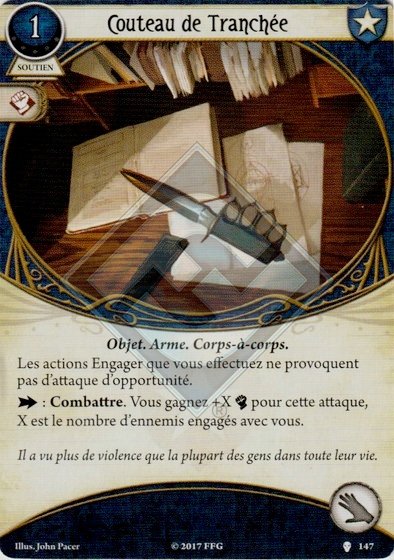 1
Couteau de Tranchée
SOUTIEN
Objet. Arme. Corps-à-corps.
Les actions Engager que vous effectuez ne provoquent
pas d'attaque d'opportunité.
: Combattre. Vous gagnez +X pour cette attaque,
X est le nombre d'ennemis engagés avec vous.
Il a vu plus de violence que la plupart des gens dans toute leur vie.
Illus. John Pacer © 2017 FFG 147